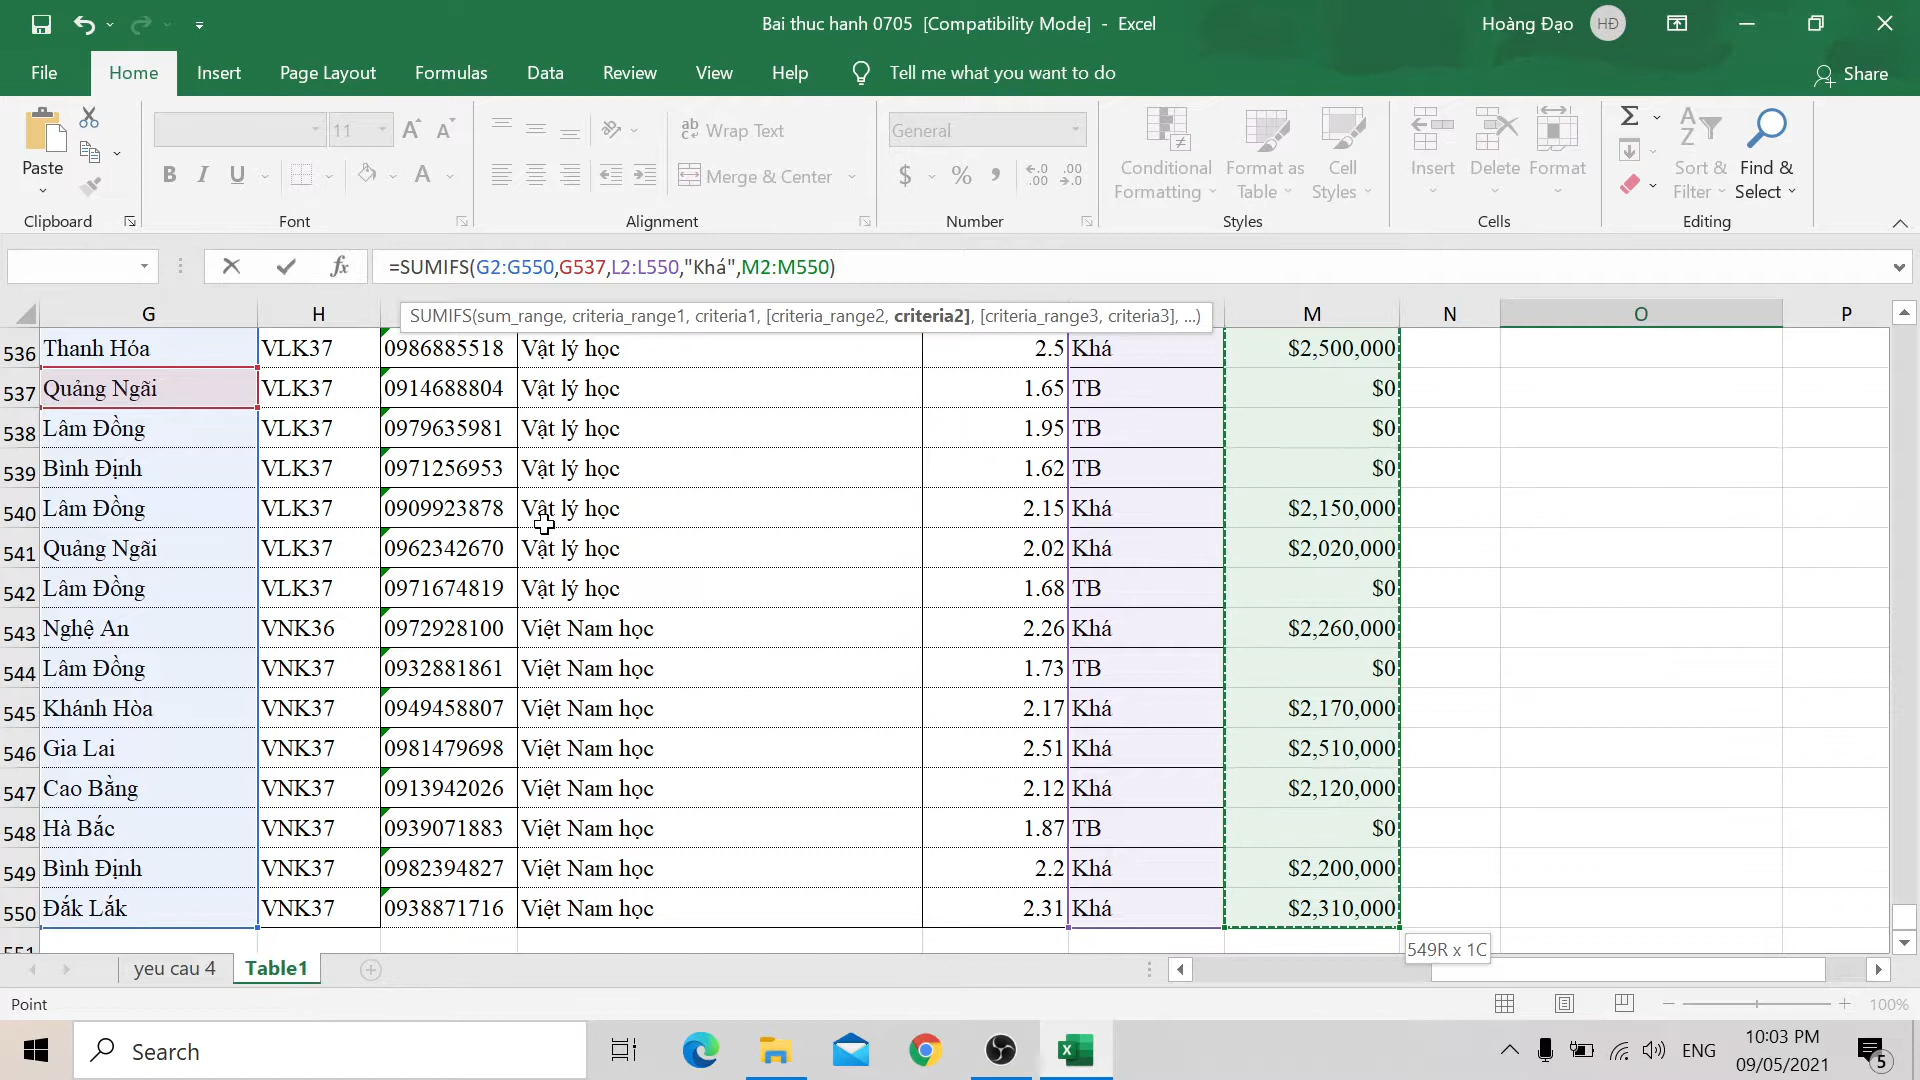 Bai thuc hanh 0705 [Compatibility Mode] - Excel
Hoàng Đạo HĐ
File Home Insert Page Layout Formulas Data Review View Help Tell me what you want to do Share
Paste
Clipboard
11
B I U
Font
Wrap Text
Merge & Center
Alignment
General
$ % ,
Number
Conditional Formatting
Format as Table
Cell Styles
Styles
Insert
Delete
Format
Cells
Sort & Filter
Find & Select
Editing
=SUMIFS(G2:G550,G537,L2:L550,"Khá",M2:M550)
SUMIFS(sum_range, criteria_range1, criteria1, [criteria_range2, criteria2], [criteria_range3, criteria3], ...)
G H M N O P
536 Thanh Hóa VLK37 0986885518 Vật lý học 2.5 Khá $2,500,000
537 Quảng Ngãi VLK37 0914688804 Vật lý học 1.65 TB $0
538 Lâm Đồng VLK37 0979635981 Vật lý học 1.95 TB $0
539 Bình Định VLK37 0971256953 Vật lý học 1.62 TB $0
540 Lâm Đồng VLK37 0909923878 Vật lý học 2.15 Khá $2,150,000
541 Quảng Ngãi VLK37 0962342670 Vật lý học 2.02 Khá $2,020,000
542 Lâm Đồng VLK37 0971674819 Vật lý học 1.68 TB $0
543 Nghệ An VNK36 0972928100 Việt Nam học 2.26 Khá $2,260,000
544 Lâm Đồng VNK37 0932881861 Việt Nam học 1.73 TB $0
545 Khánh Hòa VNK37 0949458807 Việt Nam học 2.17 Khá $2,170,000
546 Gia Lai VNK37 0981479698 Việt Nam học 2.51 Khá $2,510,000
547 Cao Bằng VNK37 0913942026 Việt Nam học 2.12 Khá $2,120,000
548 Hà Bắc VNK37 0939071883 Việt Nam học 1.87 TB $0
549 Bình Định VNK37 0982394827 Việt Nam học 2.2 Khá $2,200,000
550 Đắk Lắk VNK37 0938871716 Việt Nam học 2.31 Khá $2,310,000
551
549R x 1C
yeu cau 4 Table1
Point
100%
Search
ENG
10:03 PM
09/05/2021
5